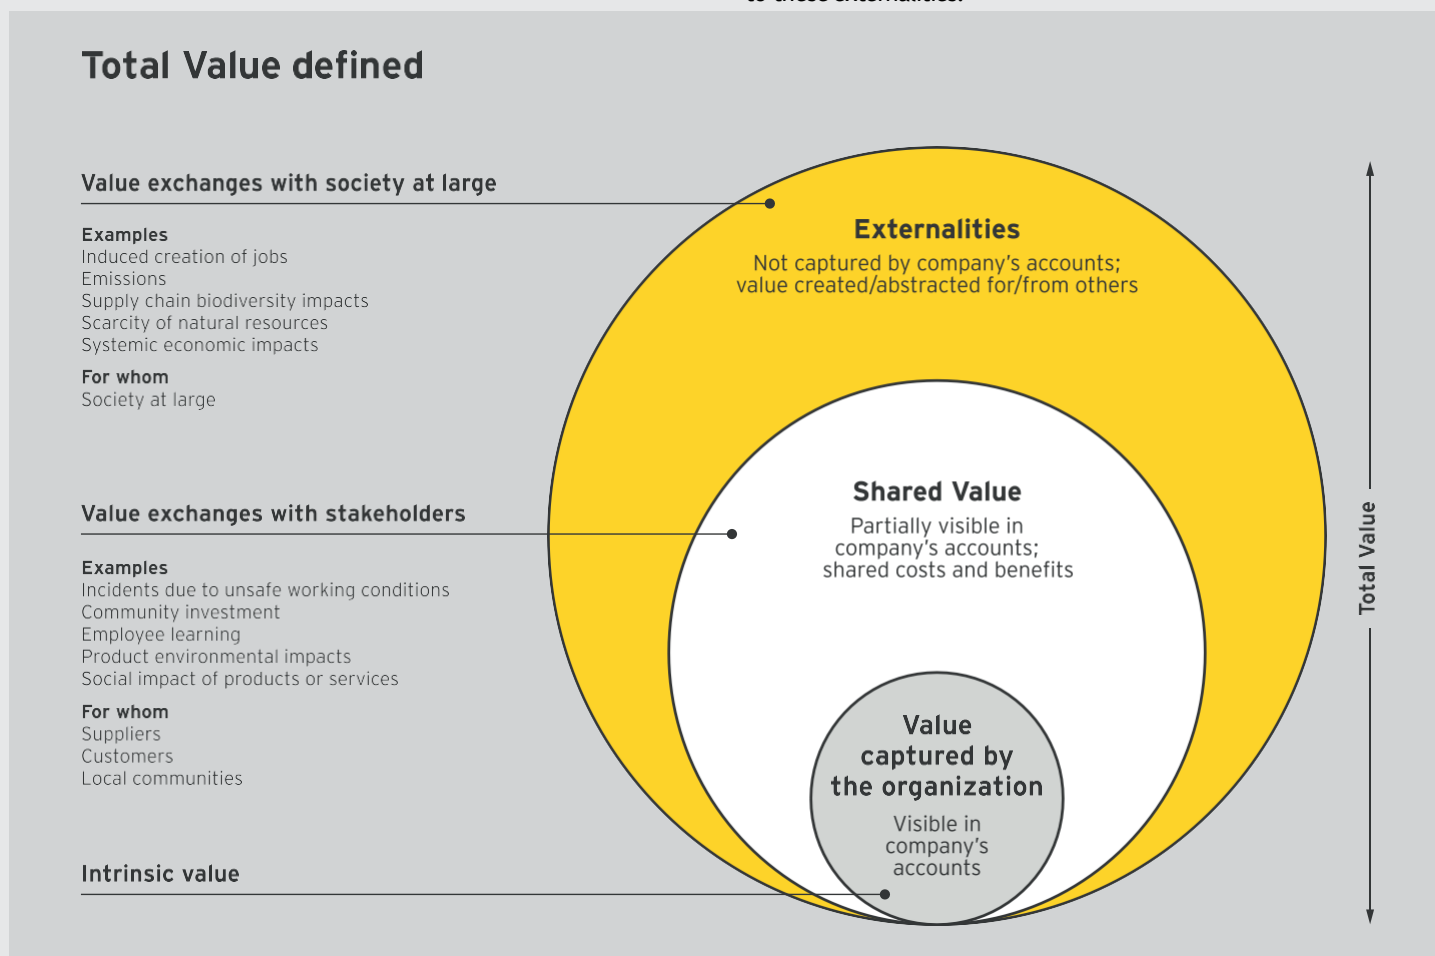 to these externalities.
Total Value defined
Value exchanges with society at large
Examples
Induced creation of jobs
Emissions
Supply chain biodiversity impacts
Scarcity of natural resources
Systemic economic impacts
For whom
Society at large
Externalities
Not captured by company's accounts;
value created/abstracted for/from others
Value exchanges with stakeholders
Examples
Incidents due to unsafe working conditions
Community investment
Employee learning
Product environmental impacts
Social impact of products or services
For whom
Suppliers
Customers
Local communities
Shared Value
Partially visible in
company's accounts;
shared costs and benefits
Intrinsic value
Value
captured by
the organization
Visible in
company's
accounts
Total Value